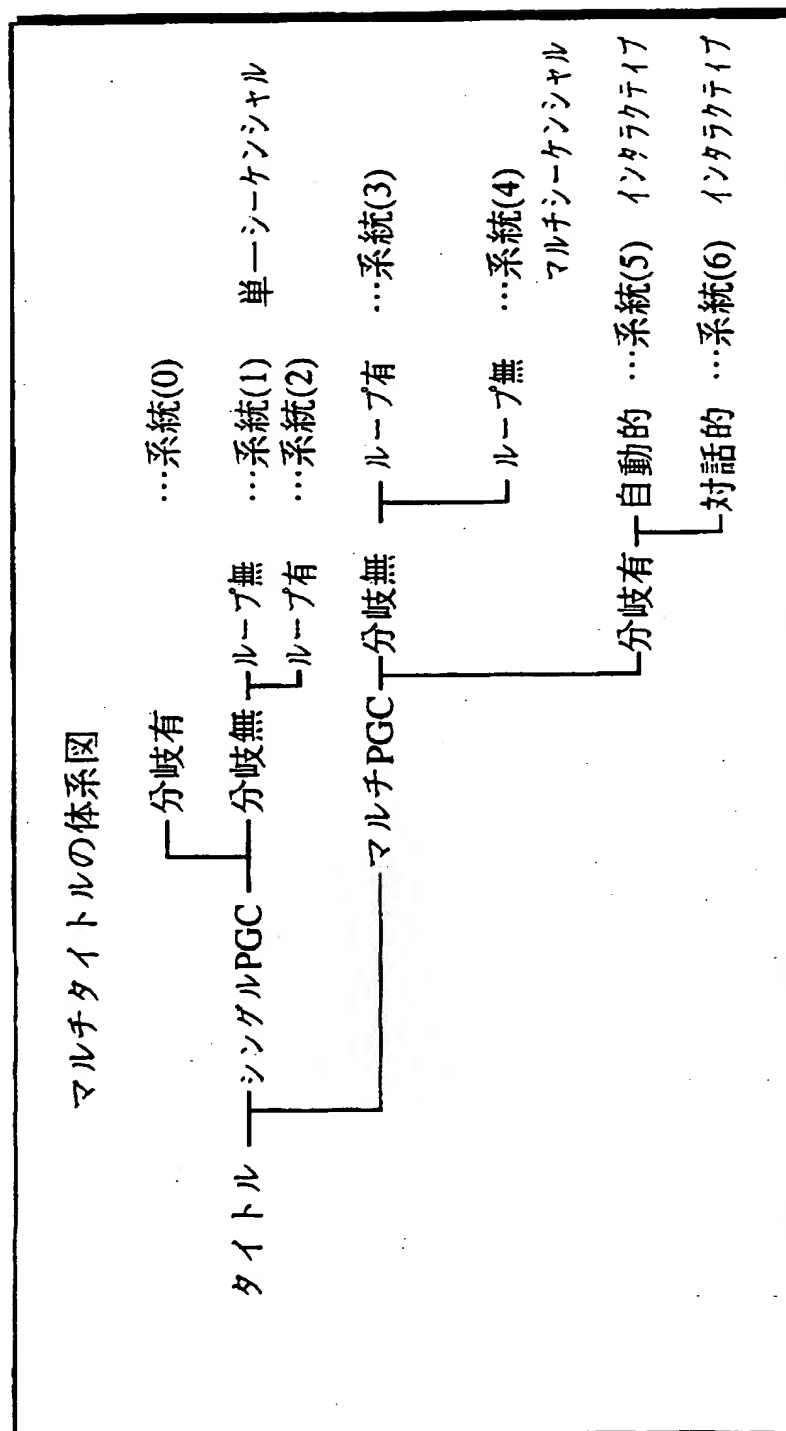 マルチタイトルの体系図
分岐有 …系統(0)
タイトル シングルPGC 分岐無 ループ無 …系統(1) 単一シーケンシャル
ループ有 …系統(2)
マルチPGC 分岐無 ループ有 …系統(3)
ループ無 …系統(4)
マルチシーケンシャル
分岐有 自動的 …系統(5) インタラクティブ
対話的 …系統(6) インタラクティブ